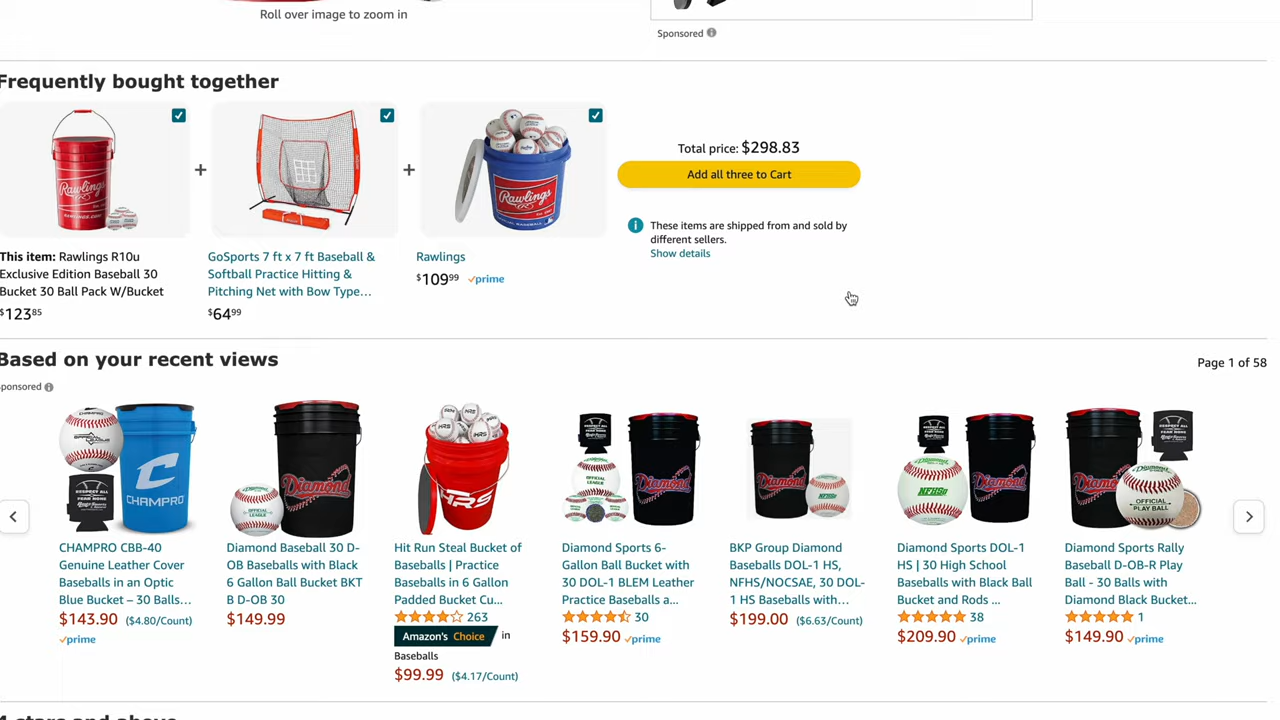 Roll over image to zoom in
Sponsored
Frequently bought together
This item: Rawlings R10u
Exclusive Edition Baseball 30
Bucket 30 Ball Pack W/Bucket
$123.85
+
GoSports 7 ft x 7 ft Baseball &
Softball Practice Hitting &
Pitching Net with Bow Type…
$64.99
+
Rawlings
$109.99 prime
Total price: $298.83
Add all three to Cart
These items are shipped from and sold by
different sellers.
Show details
Based on your recent views
Page 1 of 58
ponsored
CHAMPRO CBB-40
Genuine Leather Cover
Baseballs in an Optic
Blue Bucket – 30 Balls…
$143.90 ($4.80/Count)
prime
Diamond Baseball 30 D-
OB Baseballs with Black
6 Gallon Ball Bucket BKT
B D-OB 30
$149.99
Hit Run Steal Bucket of
Baseballs | Practice
Baseballs in 6 Gallon
Padded Bucket Cu…
263
Amazon's Choice in
Baseballs
$99.99 ($4.17/Count)
Diamond Sports 6-
Gallon Ball Bucket with
30 DOL-1 BLEM Leather
Practice Baseballs a…
30
$159.90 prime
BKP Group Diamond
Baseballs DOL-1 HS,
NFHS/NOCSAE, 30 DOL-
1 HS Baseballs with…
$199.00 ($6.63/Count)
Diamond Sports DOL-1
HS | 30 High School
Baseballs with Black Ball
Bucket and Rods ...
38
$209.90 prime
Diamond Sports Rally
Baseball D-OB-R Play
Ball - 30 Balls with
Diamond Black Bucket…
1
$149.90 prime
4 stars and above